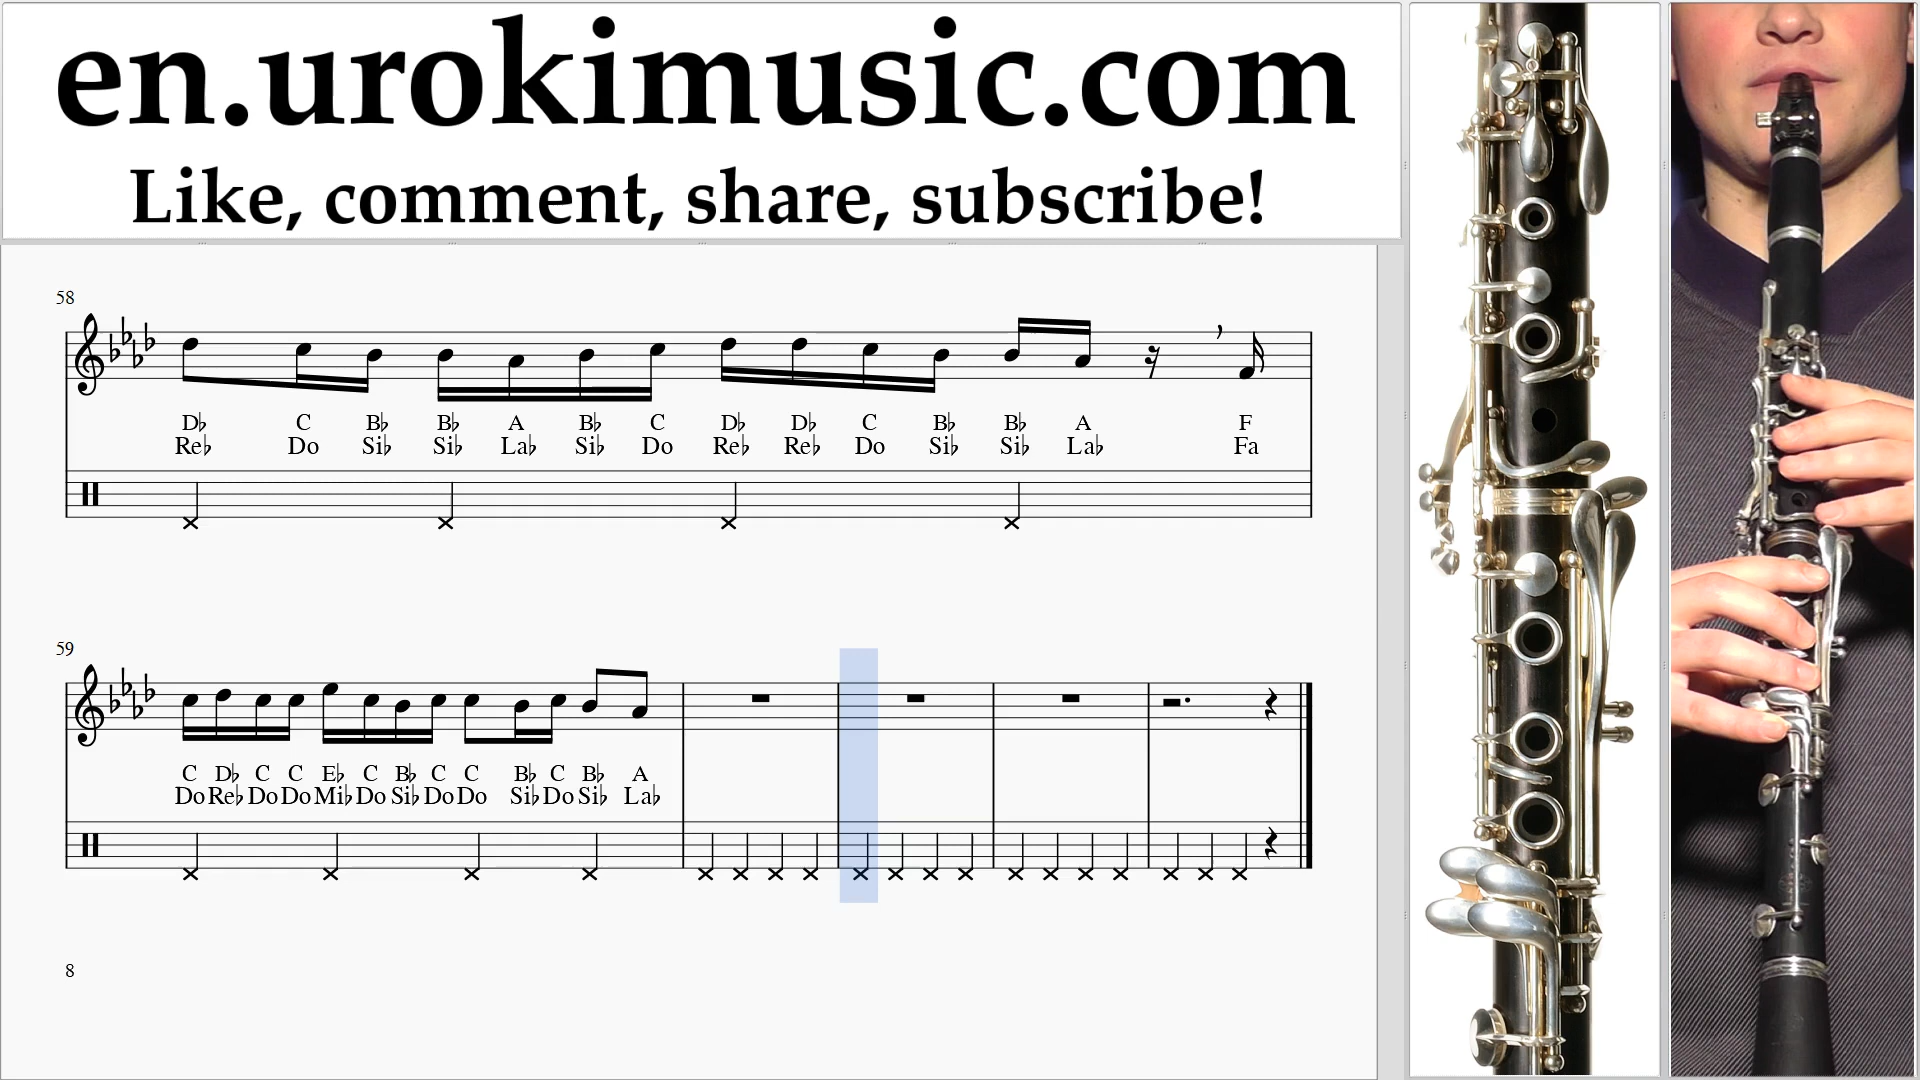 en.urokimusic.com
Like, comment, share, subscribe!
58
D♭ C B♭ B♭ A B♭ C D♭ D♭ C B♭ B♭ A F
Re♭ Do Si♭ Si♭ La♭ Si♭ Do Re♭ Re♭ Do Si♭ Si♭ La♭ Fa
59
C D♭ C C E♭ C B♭ C C B♭ C B♭ A
Do Re♭ Do Do Mi♭ Do Si♭ Do Do Si♭ Do Si♭ La♭
8